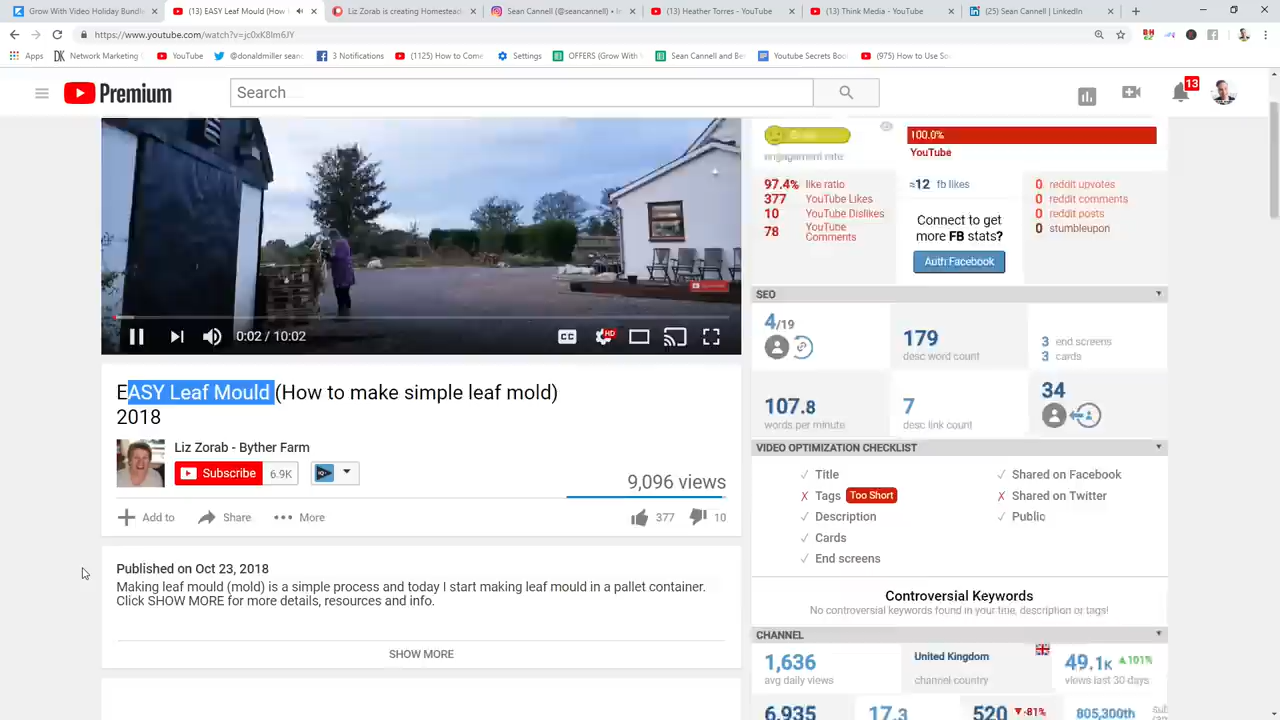 Grow With Video Holiday Bundl
(13) EASY Leaf Mould (How
Liz Zorab is creating Homestead
Sean Cannell (@seancannell) • In
(13) Heather Torres - YouTube
(13) Think Media - YouTube
(25) Sean Cannell | LinkedIn
https://www.youtube.com/watch?v=jc0xK8Im6JY
Apps
Network Marketing
YouTube
@donaldmiller seanc
3 Notifications
(1125) How to Come
Settings
OFFERS (Grow With
Sean Cannell and Ben
Youtube Secrets Boo
(975) How to Use So
Premium
Search
13
100.0%
YouTube
engagement rate
97.4% like ratio
377 YouTube Likes
10 YouTube Dislikes
78 YouTube Comments
≈12 fb likes
Connect to get
more FB stats?
Auth Facebook
0 reddit upvotes
0 reddit comments
0 reddit posts
0 stumbleupon
SEO
4/19
179
desc word count
3 end screens
3 cards
107.8
words per minute
7
desc link count
34
0:02 / 10:02
CC
HD
EASY Leaf Mould (How to make simple leaf mold)
2018
Liz Zorab - Byther Farm
Subscribe 6.9K
9,096 views
Add to
Share
More
377
10
VIDEO OPTIMIZATION CHECKLIST
Title
Tags Too Short
Description
Cards
End screens
Shared on Facebook
Shared on Twitter
Public
Published on Oct 23, 2018
Making leaf mould (mold) is a simple process and today I start making leaf mould in a pallet container.
Click SHOW MORE for more details, resources and info.
SHOW MORE
Controversial Keywords
No controversial keywords found in your title, description or tags!
CHANNEL
1,636
avg daily views
United Kingdom
channel country
49.1K 101%
views last 30 days
6,935
17.3
520 -81%
805,300th